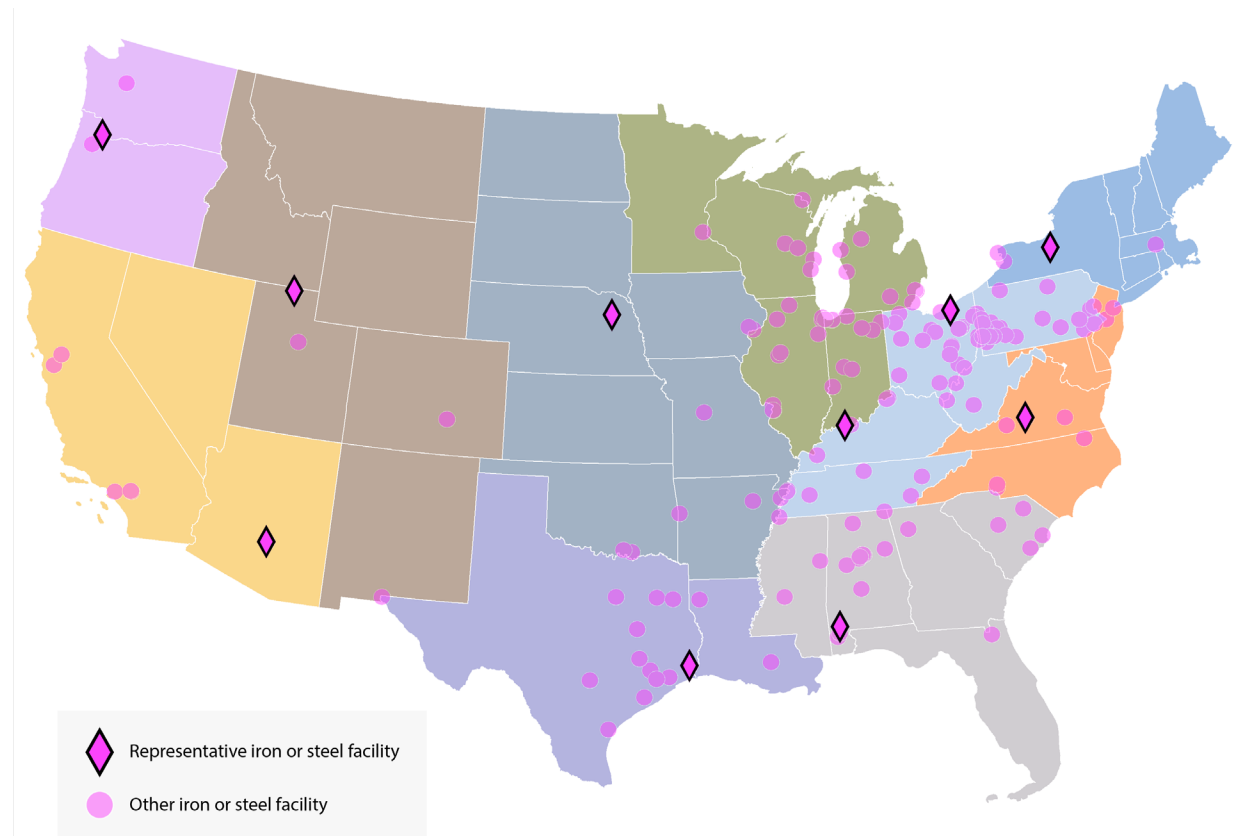 Representative iron or steel facility
Other iron or steel facility